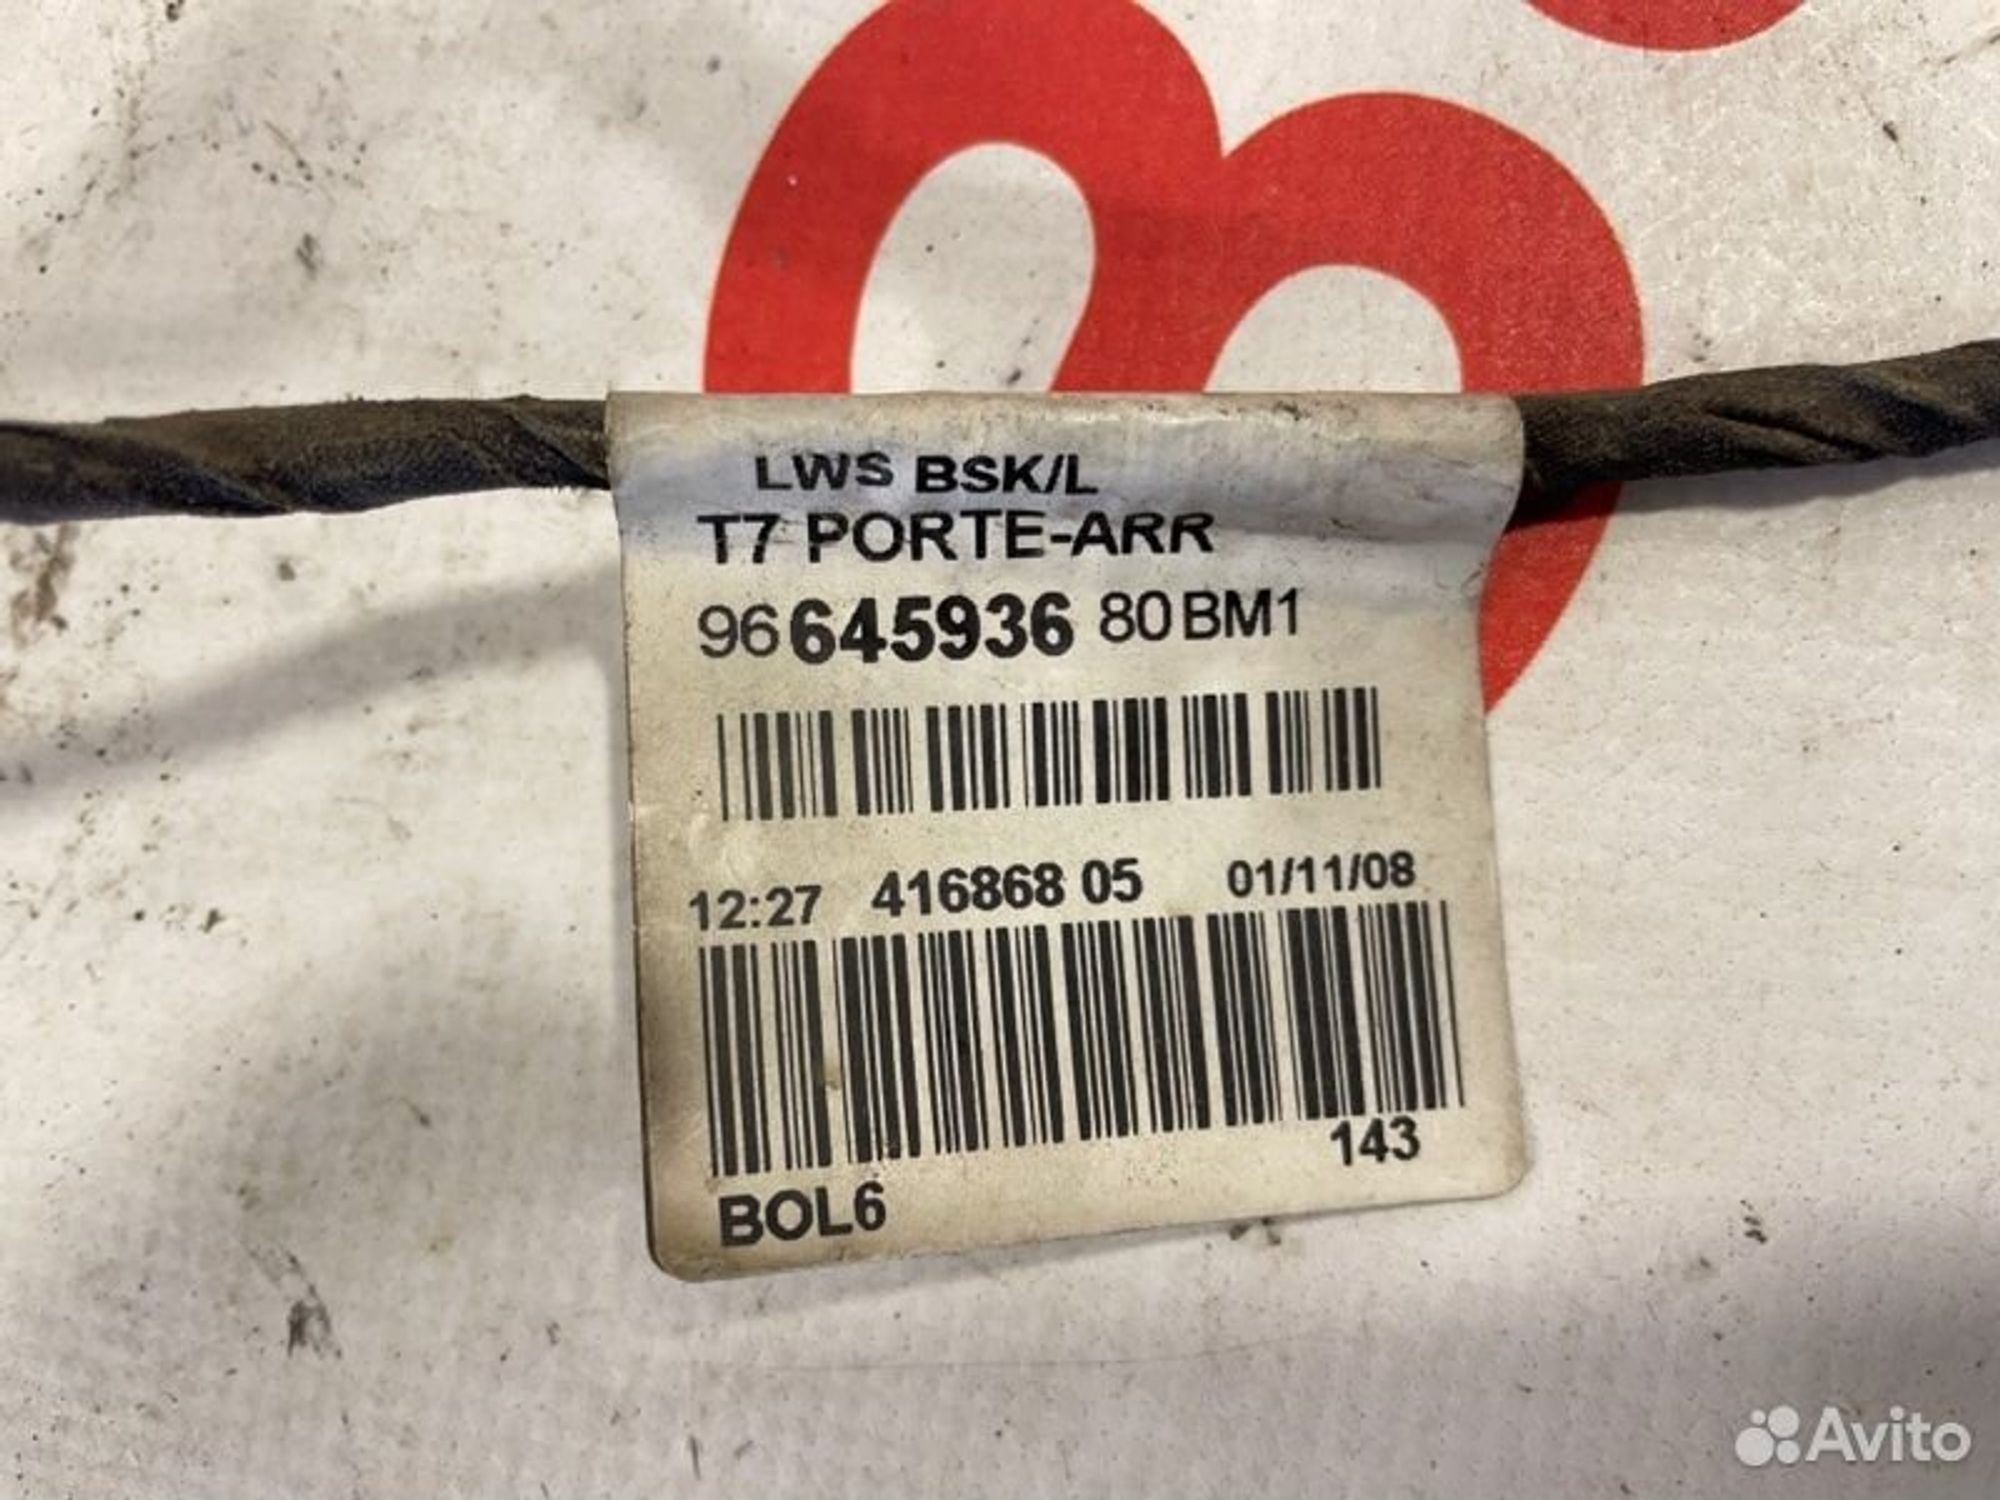 LWS BSK/L
T7 PORTE-ARR
96 645936 80 BM1
12:27 416868 05 01/11/08
143
BOL6
Avito